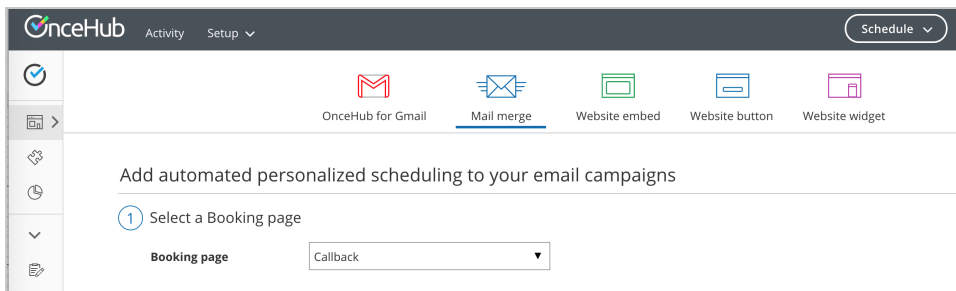 OnceHub Activity Setup Schedule
OnceHub for Gmail Mail merge Website embed Website button Website widget
Add automated personalized scheduling to your email campaigns
1 Select a Booking page
Booking page Callback